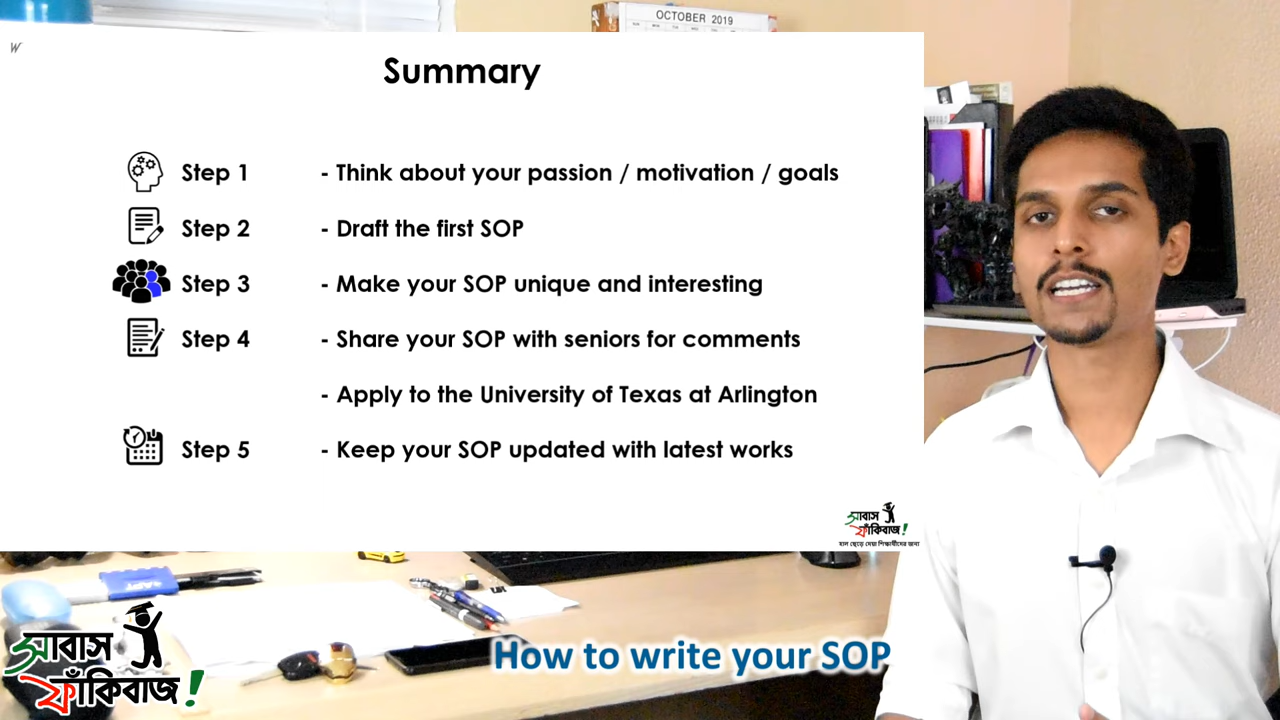 OCTOBER 2019
W
Summary
Step 1 - Think about your passion / motivation / goals
Step 2 - Draft the first SOP
Step 3 - Make your SOP unique and interesting
Step 4 - Share your SOP with seniors for comments
- Apply to the University of Texas at Arlington
Step 5 - Keep your SOP updated with latest works
সাবাস
ফাঁকিবাজ!
হাল ছেড়ে দেয়া শিক্ষার্থীদের জন্য
How to write your SOP
সাবাস
ফাঁকিবাজ!